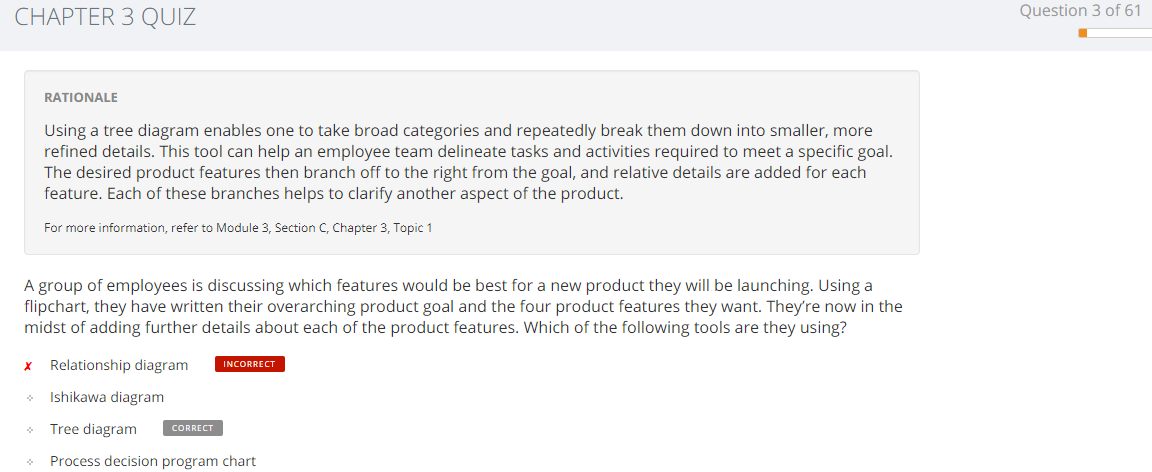 CHAPTER 3 QUIZ
Question 3 of 61
RATIONALE
Using a tree diagram enables one to take broad categories and repeatedly break them down into smaller, more
refined details. This tool can help an employee team delineate tasks and activities required to meet a specific goal.
The desired product features then branch off to the right from the goal, and relative details are added for each
feature. Each of these branches helps to clarify another aspect of the product.
For more information, refer to Module 3, Section C, Chapter 3, Topic 1
A group of employees is discussing which features would be best for a new product they will be launching. Using a
flipchart, they have written their overarching product goal and the four product features they want. They’re now in the
midst of adding further details about each of the product features. Which of the following tools are they using?
Relationship diagram INCORRECT
Ishikawa diagram
Tree diagram CORRECT
Process decision program chart